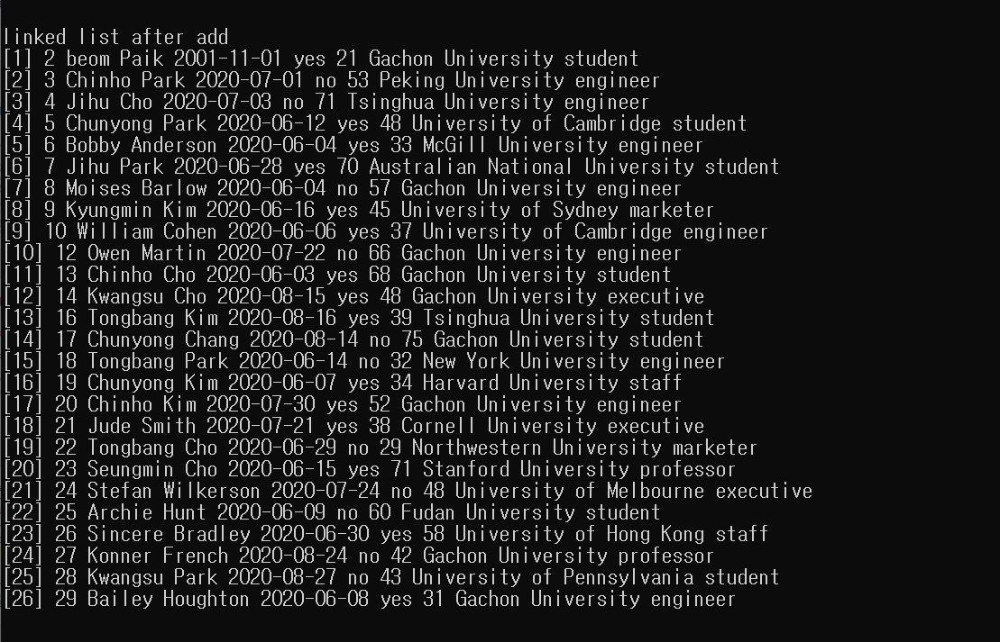 linked list after add
[1] 2 beom Paik 2001-11-01 yes 21 Gachon University student
[2] 3 Chinho Park 2020-07-01 no 53 Peking University engineer
[3] 4 Jihu Cho 2020-07-03 no 71 Tsinghua University engineer
[4] 5 Chunyong Park 2020-06-12 yes 48 University of Cambridge student
[5] 6 Bobby Anderson 2020-06-04 yes 33 McGill University engineer
[6] 7 Jihu Park 2020-06-28 yes 70 Australian National University student
[7] 8 Moises Barlow 2020-06-04 no 57 Gachon University engineer
[8] 9 Kyungmin Kim 2020-06-16 yes 45 University of Sydney marketer
[9] 10 William Cohen 2020-06-06 yes 37 University of Cambridge engineer
[10] 12 Owen Martin 2020-07-22 no 66 Gachon University engineer
[11] 13 Chinho Cho 2020-06-03 yes 68 Gachon University student
[12] 14 Kwangsu Cho 2020-08-15 yes 48 Gachon University executive
[13] 16 Tongbang Kim 2020-08-16 yes 39 Tsinghua University student
[14] 17 Chunyong Chang 2020-08-14 no 75 Gachon University student
[15] 18 Tongbang Park 2020-06-14 no 32 New York University engineer
[16] 19 Chunyong Kim 2020-06-07 yes 34 Harvard University staff
[17] 20 Chinho Kim 2020-07-30 yes 52 Gachon University engineer
[18] 21 Jude Smith 2020-07-21 yes 38 Cornell University executive
[19] 22 Tongbang Cho 2020-06-29 no 29 Northwestern University marketer
[20] 23 Seungmin Cho 2020-06-15 yes 71 Stanford University professor
[21] 24 Stefan Wilkerson 2020-07-24 no 48 University of Melbourne executive
[22] 25 Archie Hunt 2020-06-09 no 60 Fudan University student
[23] 26 Sincere Bradley 2020-06-30 yes 58 University of Hong Kong staff
[24] 27 Konner French 2020-08-24 no 42 Gachon University professor
[25] 28 Kwangsu Park 2020-08-27 no 43 University of Pennsylvania student
[26] 29 Bailey Houghton 2020-06-08 yes 31 Gachon University engineer